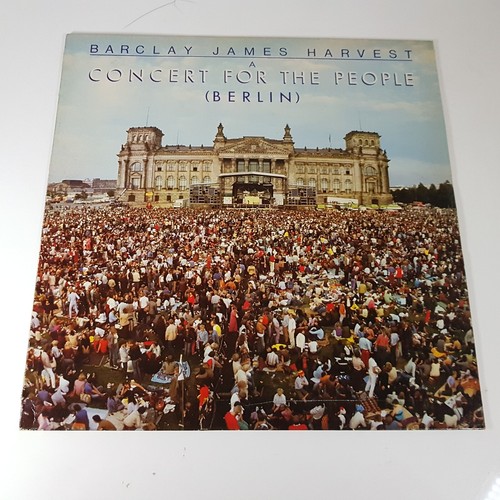 BARCLAY JAMES HARVEST
A
CONCERT FOR THE PEOPLE
(BERLIN)